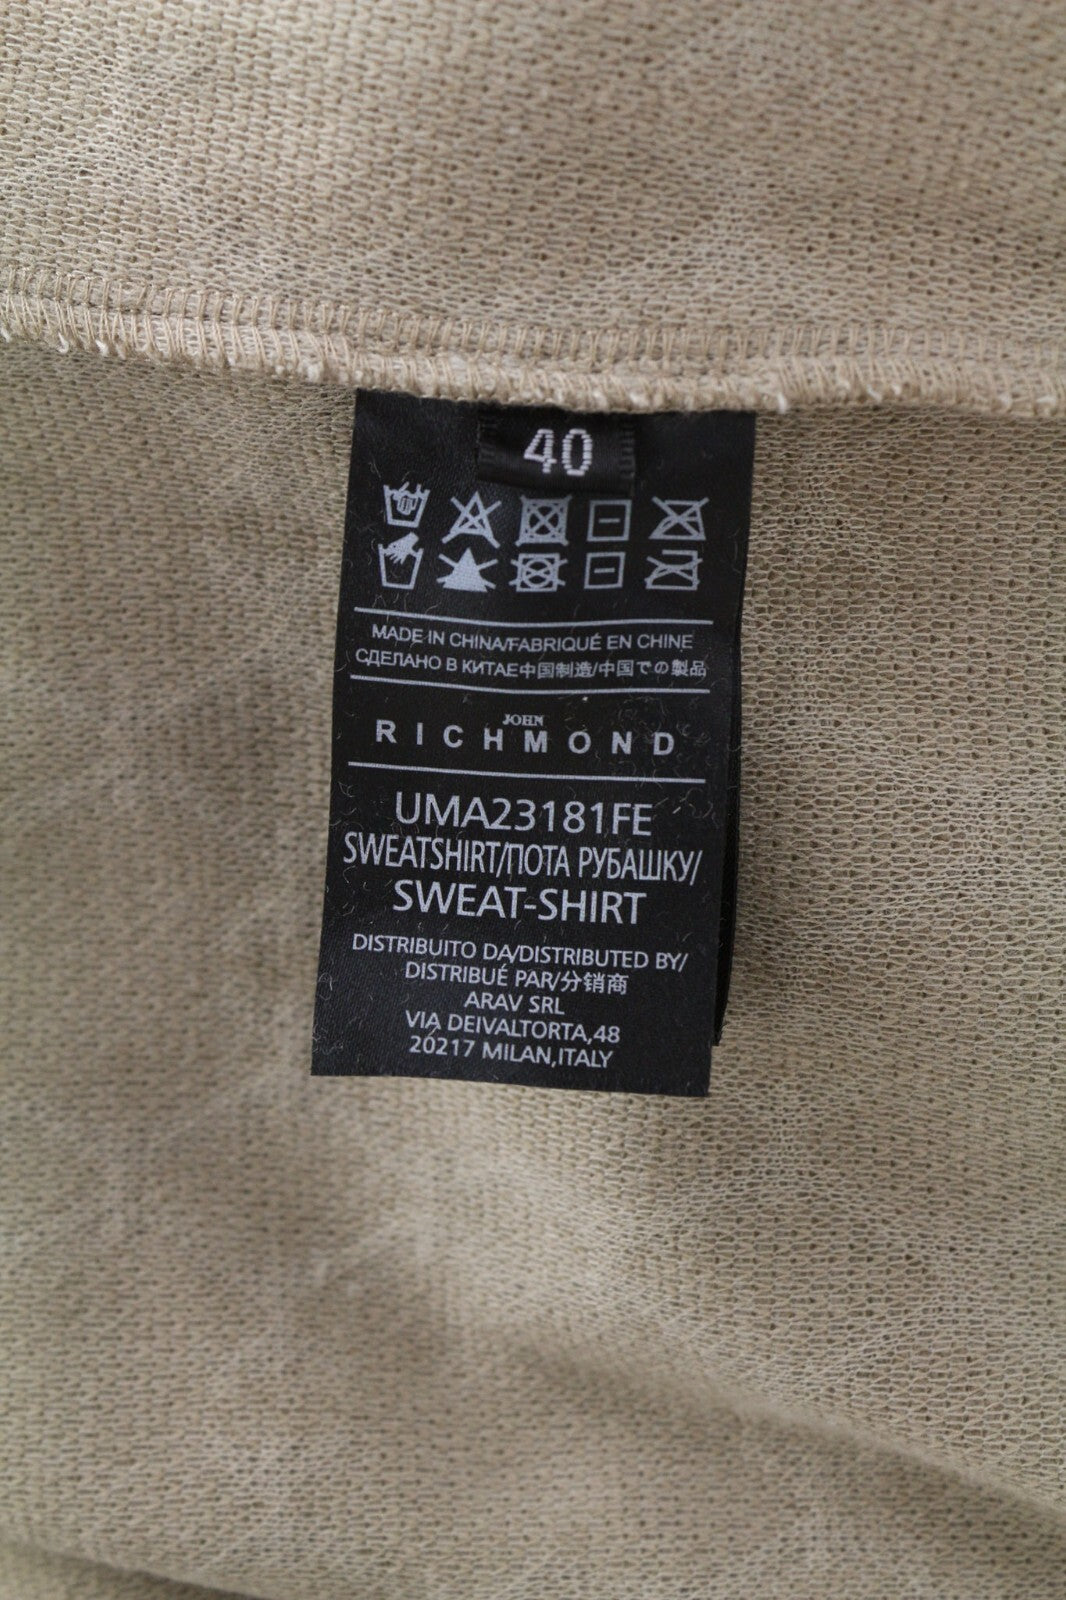 40
MADE IN CHINA/FABRIQUÉ EN CHINE
СДЕЛАНО В КИТАЕ中国制造/中国での製品
JOHN
RICHMOND
UMA23181FE
SWEATSHIRT/ПОТА РУБАШКУ/
SWEAT-SHIRT
DISTRIBUITO DA/DISTRIBUTED BY/
DISTRIBUÉ PAR/分销商
ARAV SRL
VIA DEIVALTORTA,48
20217 MILAN,ITALY